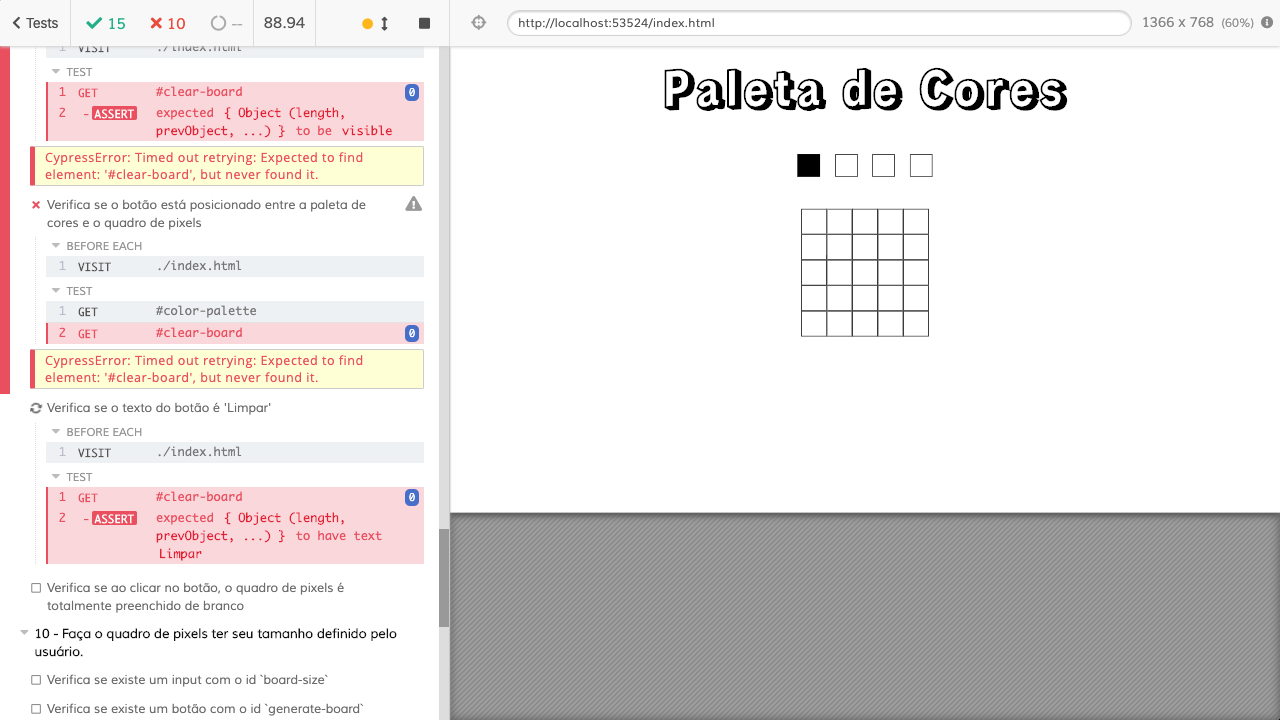 Tests 15 10 -- 88.94
http://localhost:53524/index.html 1366 x 768 (60%)
1 VISIT ./index.html
TEST
1 GET #clear-board 0
2 - ASSERT expected { Object (length,
prevObject, ...) } to be visible
CypressError: Timed out retrying: Expected to find
element: '#clear-board', but never found it.
Verifica se o botão está posicionado entre a paleta de
cores e o quadro de pixels
BEFORE EACH
1 VISIT ./index.html
TEST
1 GET #color-palette
2 GET #clear-board 0
CypressError: Timed out retrying: Expected to find
element: '#clear-board', but never found it.
Verifica se o texto do botão é 'Limpar'
BEFORE EACH
1 VISIT ./index.html
TEST
1 GET #clear-board 0
2 - ASSERT expected { Object (length,
prevObject, ...) } to have text
Limpar
Verifica se ao clicar no botão, o quadro de pixels é
totalmente preenchido de branco
10 - Faça o quadro de pixels ter seu tamanho definido pelo
usuário.
Verifica se existe um input com o id `board-size`
Verifica se existe um botão com o id `generate-board`
Paleta de Cores